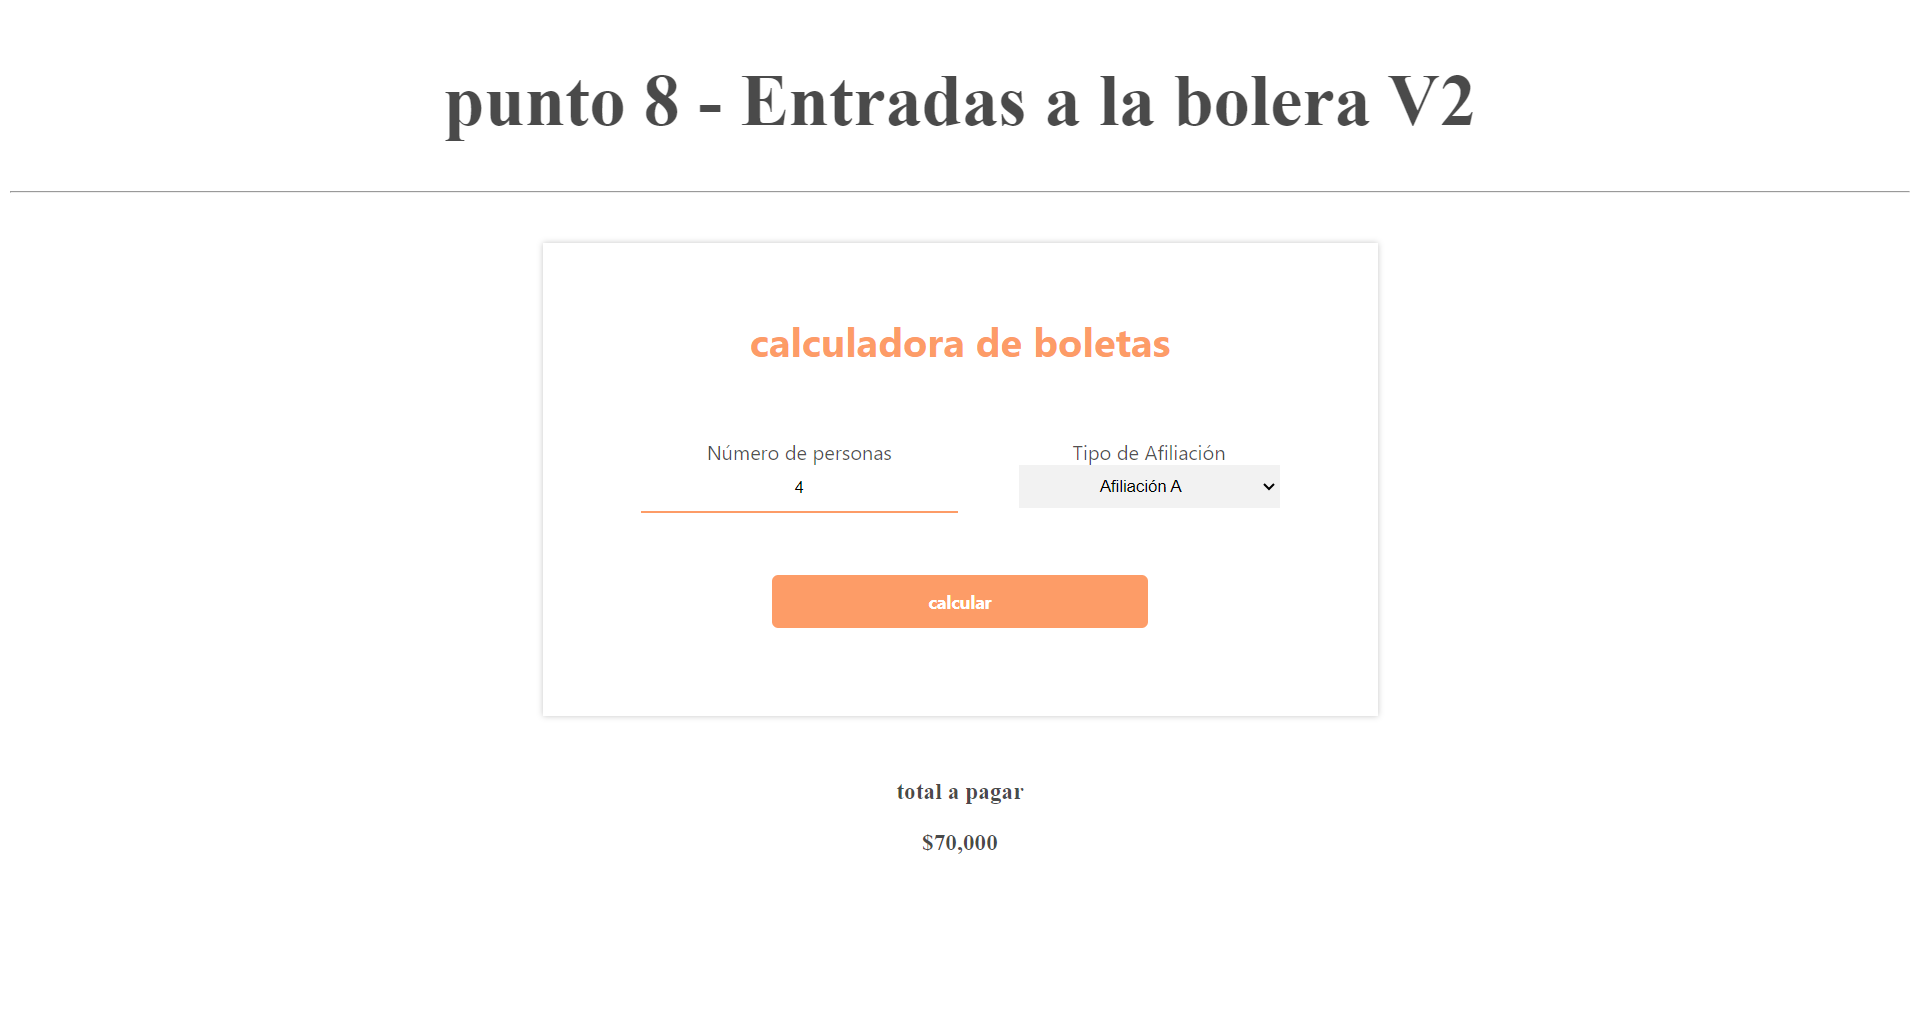 punto 8 - Entradas a la bolera V2
calculadora de boletas
Número de personas
Tipo de Afiliación
4
Afiliación A
calcular
total a pagar
$70,000